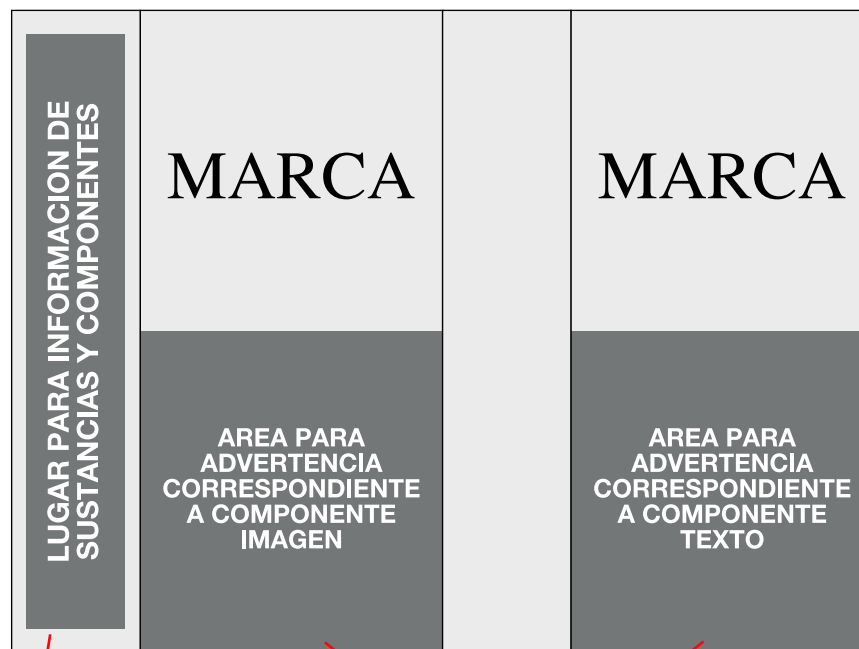 LUGAR PARA INFORMACION DE
SUSTANCIAS Y COMPONENTES
MARCA
AREA PARA
ADVERTENCIA
CORRESPONDIENTE
A COMPONENTE
IMAGEN
MARCA
AREA PARA
ADVERTENCIA
CORRESPONDIENTE
A COMPONENTE
TEXTO